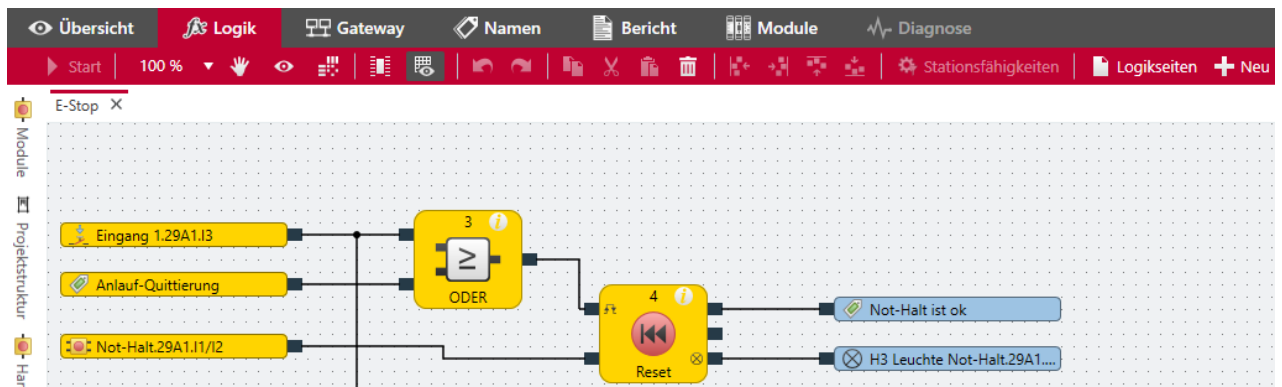 Übersicht Logik Gateway Namen Bericht Module Diagnose
Start 100 % Stationsfähigkeiten Logikseiten Neu
E-Stop
Module
Projektstruktur
Har
Eingang 1.29A1.I3
Anlauf-Quittierung
Not-Halt.29A1.I1/I2
3
≥
ODER
4
Reset
Not-Halt ist ok
H3 Leuchte Not-Halt.29A1....